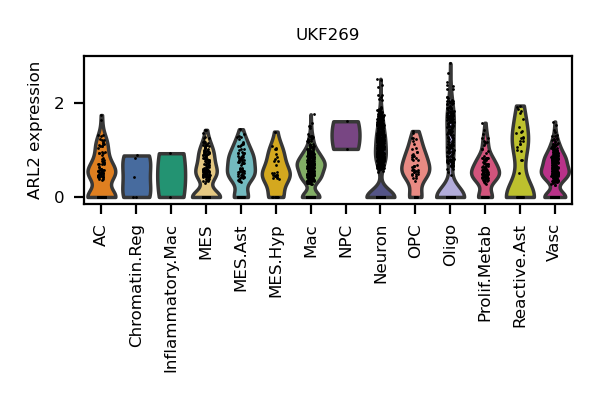 UKF269
ARL2 expression
2
0
AC
Chromatin.Reg
Inflammatory.Mac
MES
MES.Ast
MES.Hyp
Mac
NPC
Neuron
OPC
Oligo
Prolif.Metab
Reactive.Ast
Vasc